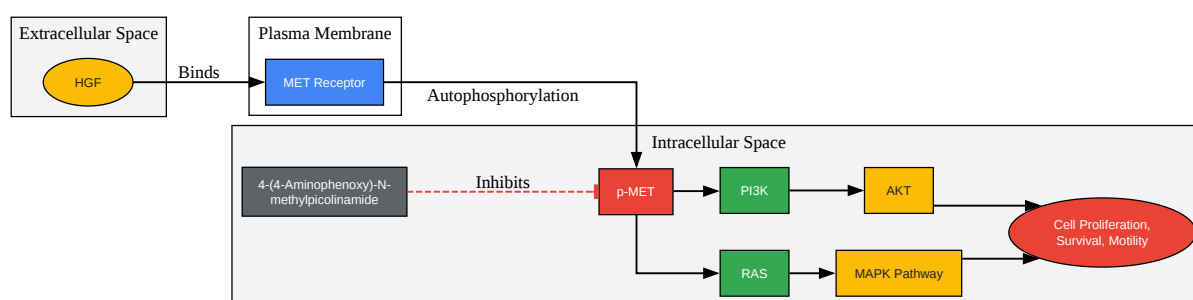 Extracellular Space
Plasma Membrane
HGF
Binds
MET Receptor
Autophosphorylation
Intracellular Space
4-(4-Aminophenoxy)-N-
methylpicolinamide
Inhibits
p-MET
PI3K
AKT
Cell Proliferation,
Survival, Motility
RAS
MAPK Pathway